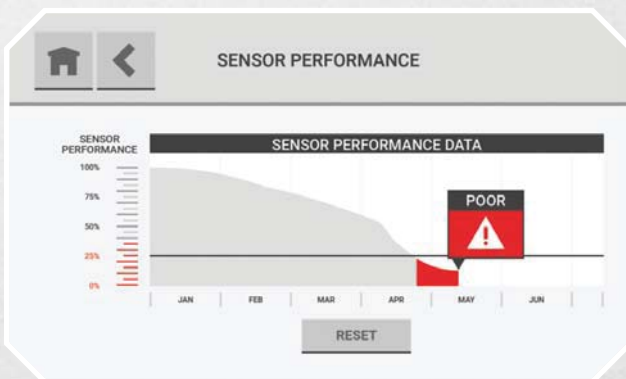 SENSOR PERFORMANCE
SENSOR
PERFORMANCE
SENSOR PERFORMANCE DATA
100%
75%
50%
25%
0%
POOR
JAN FEB MAR APR MAY JUN
RESET